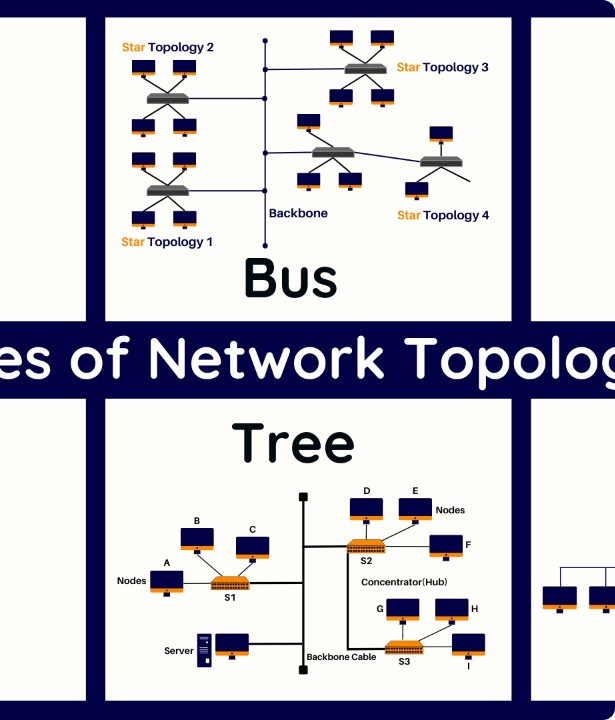 Star Topology 2
Star Topology 3
Backbone
Star Topology 4
Star Topology 1
Bus
es of Network Topolog
Tree
D
E
Nodes
B
C
F
A
Nodes
S2
Concentrator(Hub)
S1
G
H
Server
Backbone Cable
S3
I